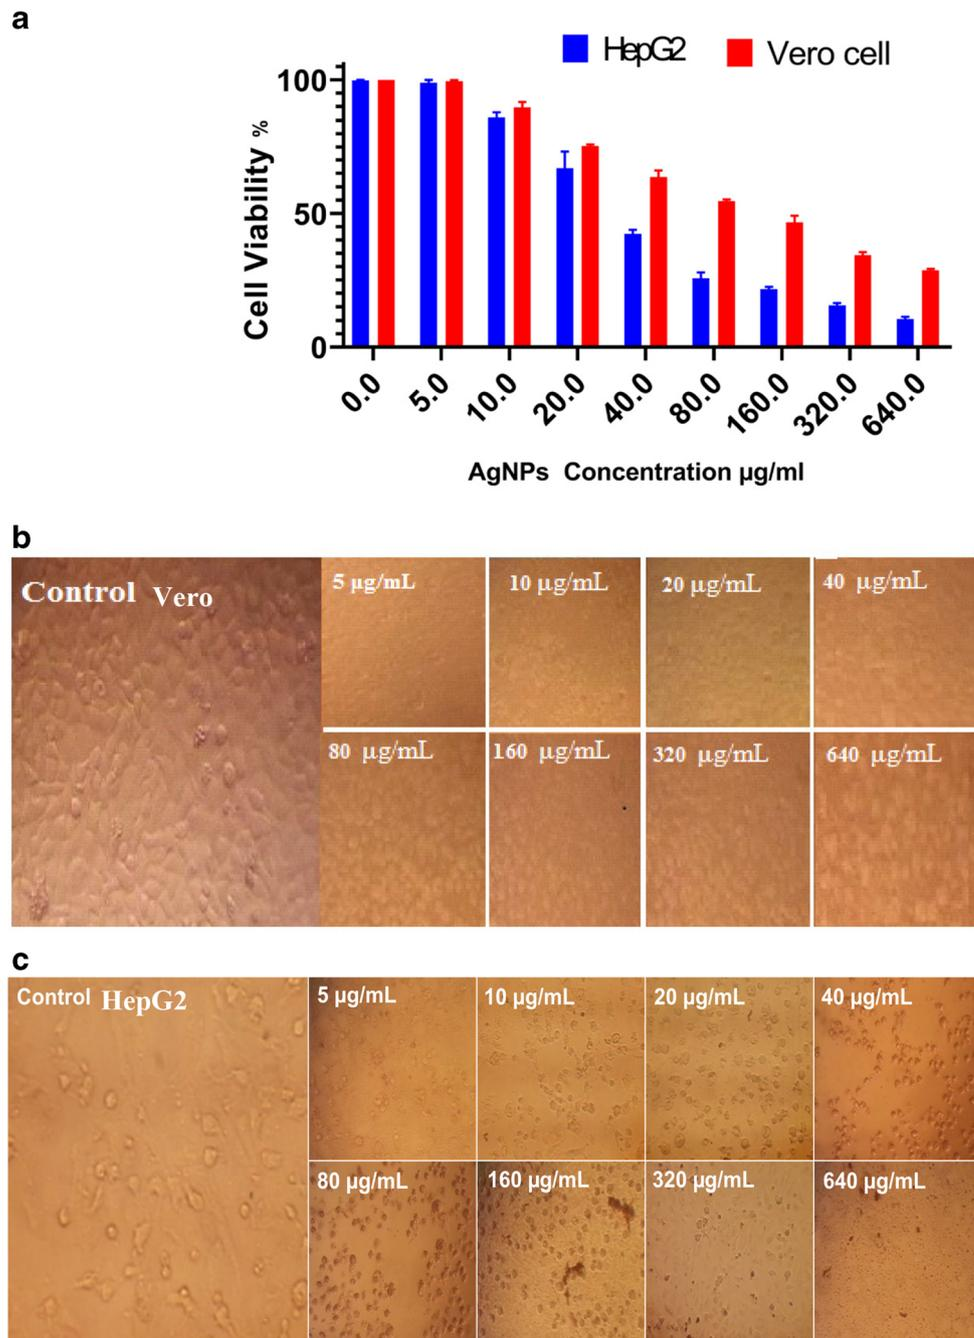 a
HepG2 Vero cell
Cell Viability %
100
50
0
0.0 5.0 10.0 20.0 40.0 80.0 160.0 320.0 640.0
AgNPs Concentration µg/ml
b
Control Vero
5 µg/mL
10 µg/mL
20 µg/mL
40 µg/mL
80 µg/mL
160 µg/mL
320 µg/mL
640 µg/mL
c
Control HepG2
5 µg/mL
10 µg/mL
20 µg/mL
40 µg/mL
80 µg/mL
160 µg/mL
320 µg/mL
640 µg/mL